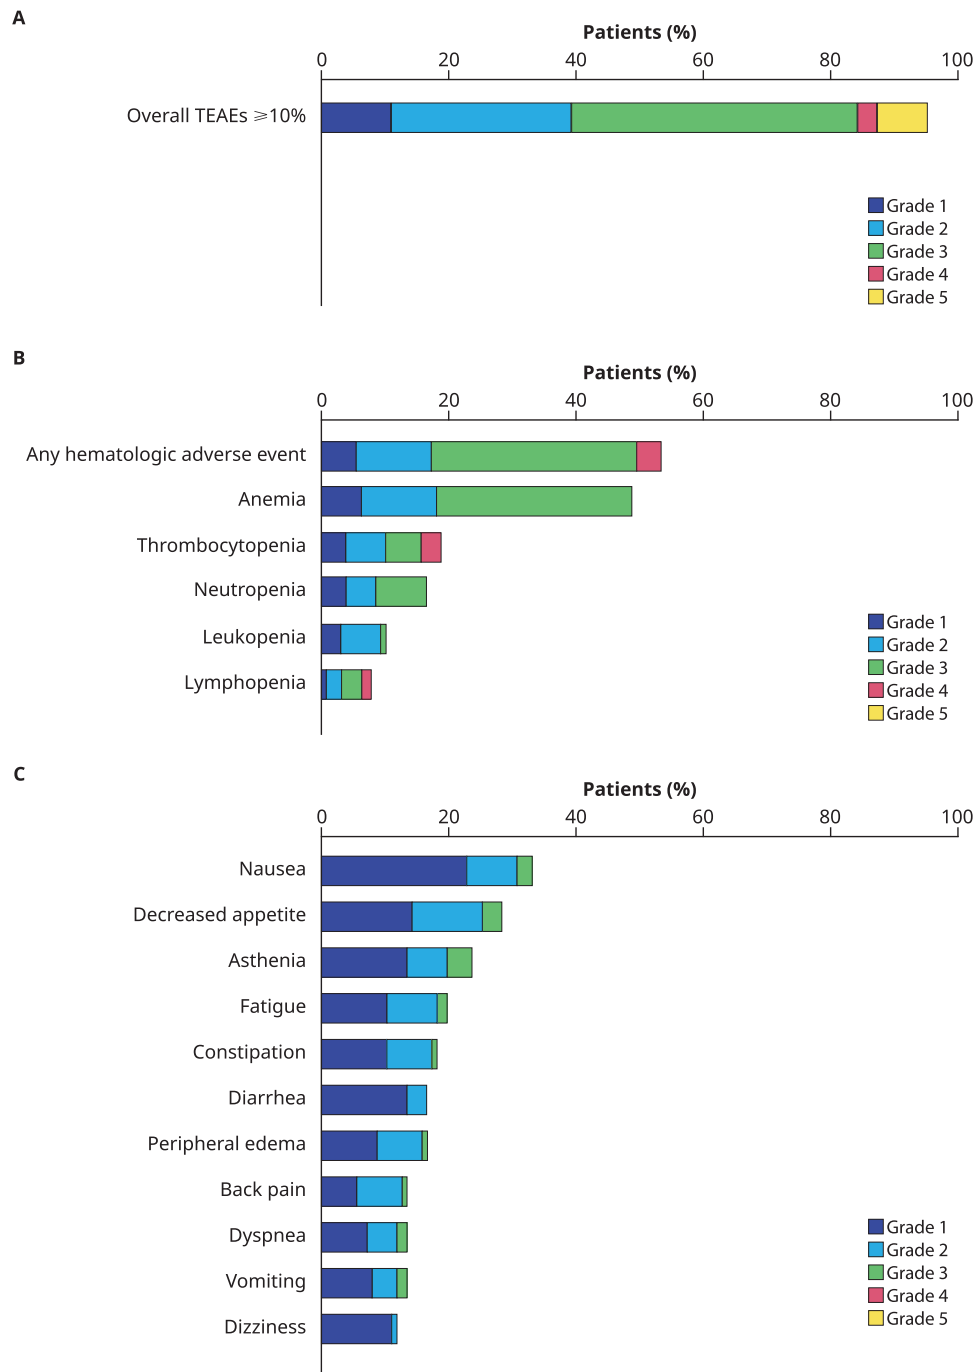 A
Patients (%)
0 20 40 60 80 100
Overall TEAEs ⩾10%
Grade 1
Grade 2
Grade 3
Grade 4
Grade 5
B
Patients (%)
0 20 40 60 80 100
Any hematologic adverse event
Anemia
Thrombocytopenia
Neutropenia
Leukopenia
Lymphopenia
Grade 1
Grade 2
Grade 3
Grade 4
Grade 5
C
Patients (%)
0 20 40 60 80 100
Nausea
Decreased appetite
Asthenia
Fatigue
Constipation
Diarrhea
Peripheral edema
Back pain
Dyspnea
Vomiting
Dizziness
Grade 1
Grade 2
Grade 3
Grade 4
Grade 5